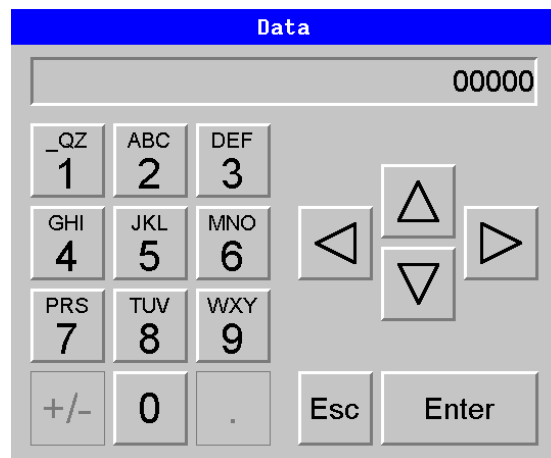 Data
00000
_QZ ABC DEF
1 2 3
GHI JKL MNO
4 5 6
PRS TUV WXY
7 8 9
+/- 0 . Esc Enter